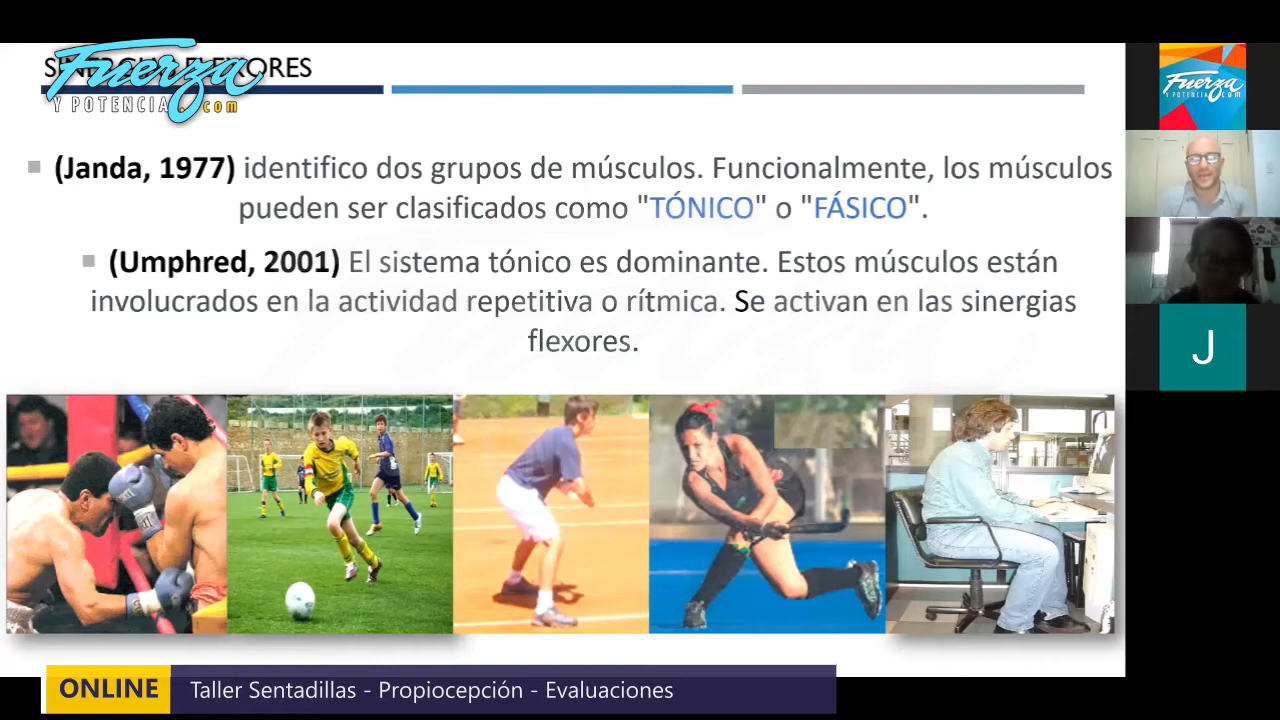 FLEXORES
Fuerza
Y POTENCIA.com
(Janda, 1977) identifico dos grupos de músculos. Funcionalmente, los músculos
pueden ser clasificados como "TÓNICO" o "FÁSICO".
(Umphred, 2001) El sistema tónico es dominante. Estos músculos están
involucrados en la actividad repetitiva o rítmica. Se activan en las sinergias
flexores.
Fuerza
Y POTENCIA.com
J
ONLINE
Taller Sentadillas - Propiocepción - Evaluaciones